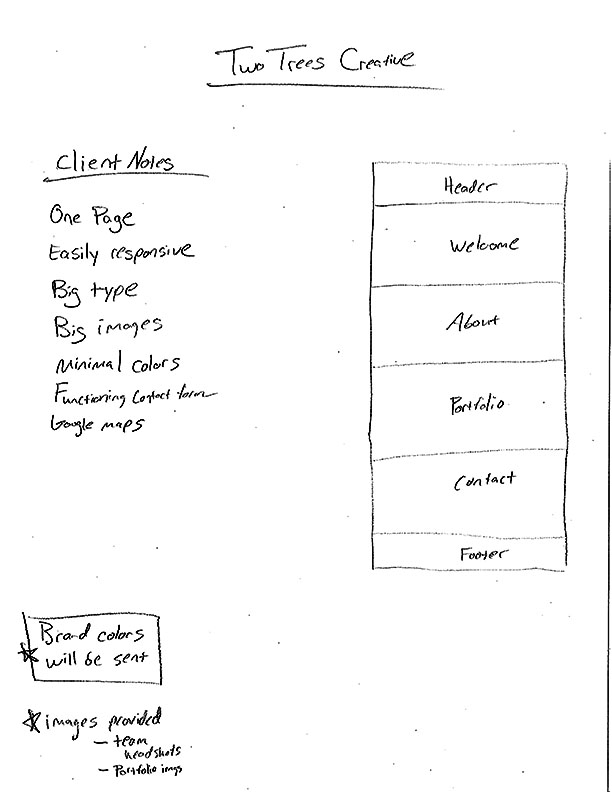 Two Trees Creative
Client Notes
One Page
Easily responsive
Big type
Big images
Minimal colors
Functioning Contact form
Google maps
Header
Welcome
About
Portfolio
Contact
Footer
Brand colors
will be sent
images provided
- team
headshots
- Portfolio imgs